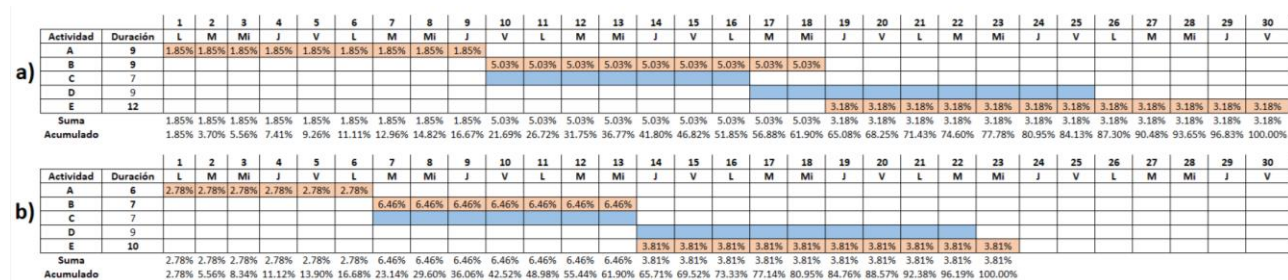 a)
1 2 3 4 5 6 7 8 9 10 11 12 13 14 15 16 17 18 19 20 21 22 23 24 25 26 27 28 29 30
Actividad Duración L M Mi J V L M Mi J V L M Mi J V L M Mi J V L M Mi J V L M Mi J V
A 9 1.85% 1.85% 1.85% 1.85% 1.85% 1.85% 1.85% 1.85% 1.85%
B 9 5.03% 5.03% 5.03% 5.03% 5.03% 5.03% 5.03% 5.03% 5.03%
C 7
D 9
E 12 3.18% 3.18% 3.18% 3.18% 3.18% 3.18% 3.18% 3.18% 3.18% 3.18% 3.18% 3.18%
Suma 1.85% 1.85% 1.85% 1.85% 1.85% 1.85% 1.85% 1.85% 1.85% 5.03% 5.03% 5.03% 5.03% 5.03% 5.03% 5.03% 5.03% 5.03% 3.18% 3.18% 3.18% 3.18% 3.18% 3.18% 3.18% 3.18% 3.18% 3.18% 3.18% 3.18%
Acumulado 1.85% 3.70% 5.56% 7.41% 9.26% 11.11% 12.96% 14.82% 16.67% 21.69% 26.72% 31.75% 36.77% 41.80% 46.82% 51.85% 56.88% 61.90% 65.08% 68.25% 71.43% 74.60% 77.78% 80.95% 84.13% 87.30% 90.48% 93.65% 96.83% 100.00%
b)
1 2 3 4 5 6 7 8 9 10 11 12 13 14 15 16 17 18 19 20 21 22 23 24 25 26 27 28 29 30
Actividad Duración L M Mi J V L M Mi J V L M Mi J V L M Mi J V L M Mi J V L M Mi J V
A 6 2.78% 2.78% 2.78% 2.78% 2.78% 2.78%
B 7 6.46% 6.46% 6.46% 6.46% 6.46% 6.46% 6.46%
C 7
D 9
E 10 3.81% 3.81% 3.81% 3.81% 3.81% 3.81% 3.81% 3.81% 3.81% 3.81%
Suma 2.78% 2.78% 2.78% 2.78% 2.78% 2.78% 6.46% 6.46% 6.46% 6.46% 6.46% 6.46% 6.46% 3.81% 3.81% 3.81% 3.81% 3.81% 3.81% 3.81% 3.81% 3.81% 3.81%
Acumulado 2.78% 5.56% 8.34% 11.12% 13.90% 16.68% 23.14% 29.60% 36.06% 42.52% 48.98% 55.44% 61.90% 65.71% 69.52% 73.33% 77.14% 80.95% 84.76% 88.57% 92.38% 96.19% 100.00%